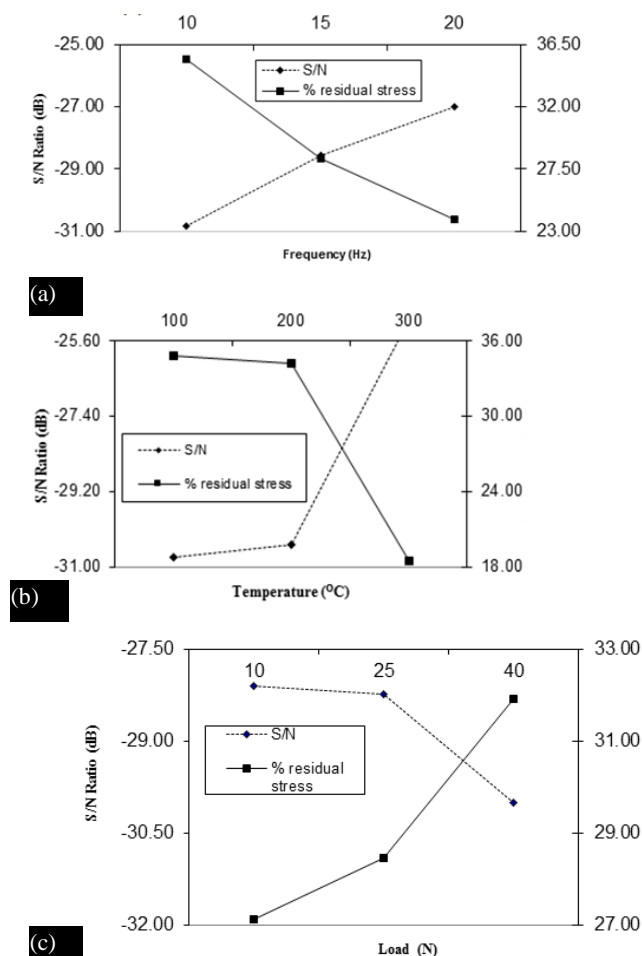 10 15 20
-25.00 36.50
S/N
% residual stress
-27.00 32.00
-29.00 27.50
-31.00 23.00
S/N Ratio (dB)
Frequency (Hz)
(a)
100 200 300
-25.60 36.00
-27.40 30.00
S/N
-29.20 24.00
% residual stress
-31.00 18.00
S/N Ratio (dB)
Temperature (OC)
(b)
-27.50 33.00
10 25 40
-29.00 31.00
S/N
% residual
stress
-30.50 29.00
-32.00 27.00
S/N Ratio (dB)
Load (N)
(c)